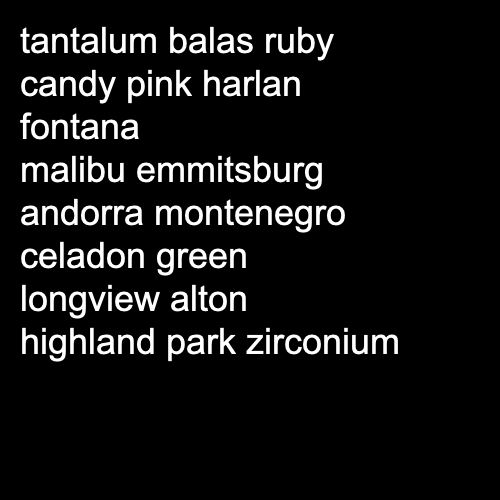 tantalum balas ruby
candy pink harlan
fontana
malibu emmitsburg
andorra montenegro
celadon green
longview alton
highland park zirconium